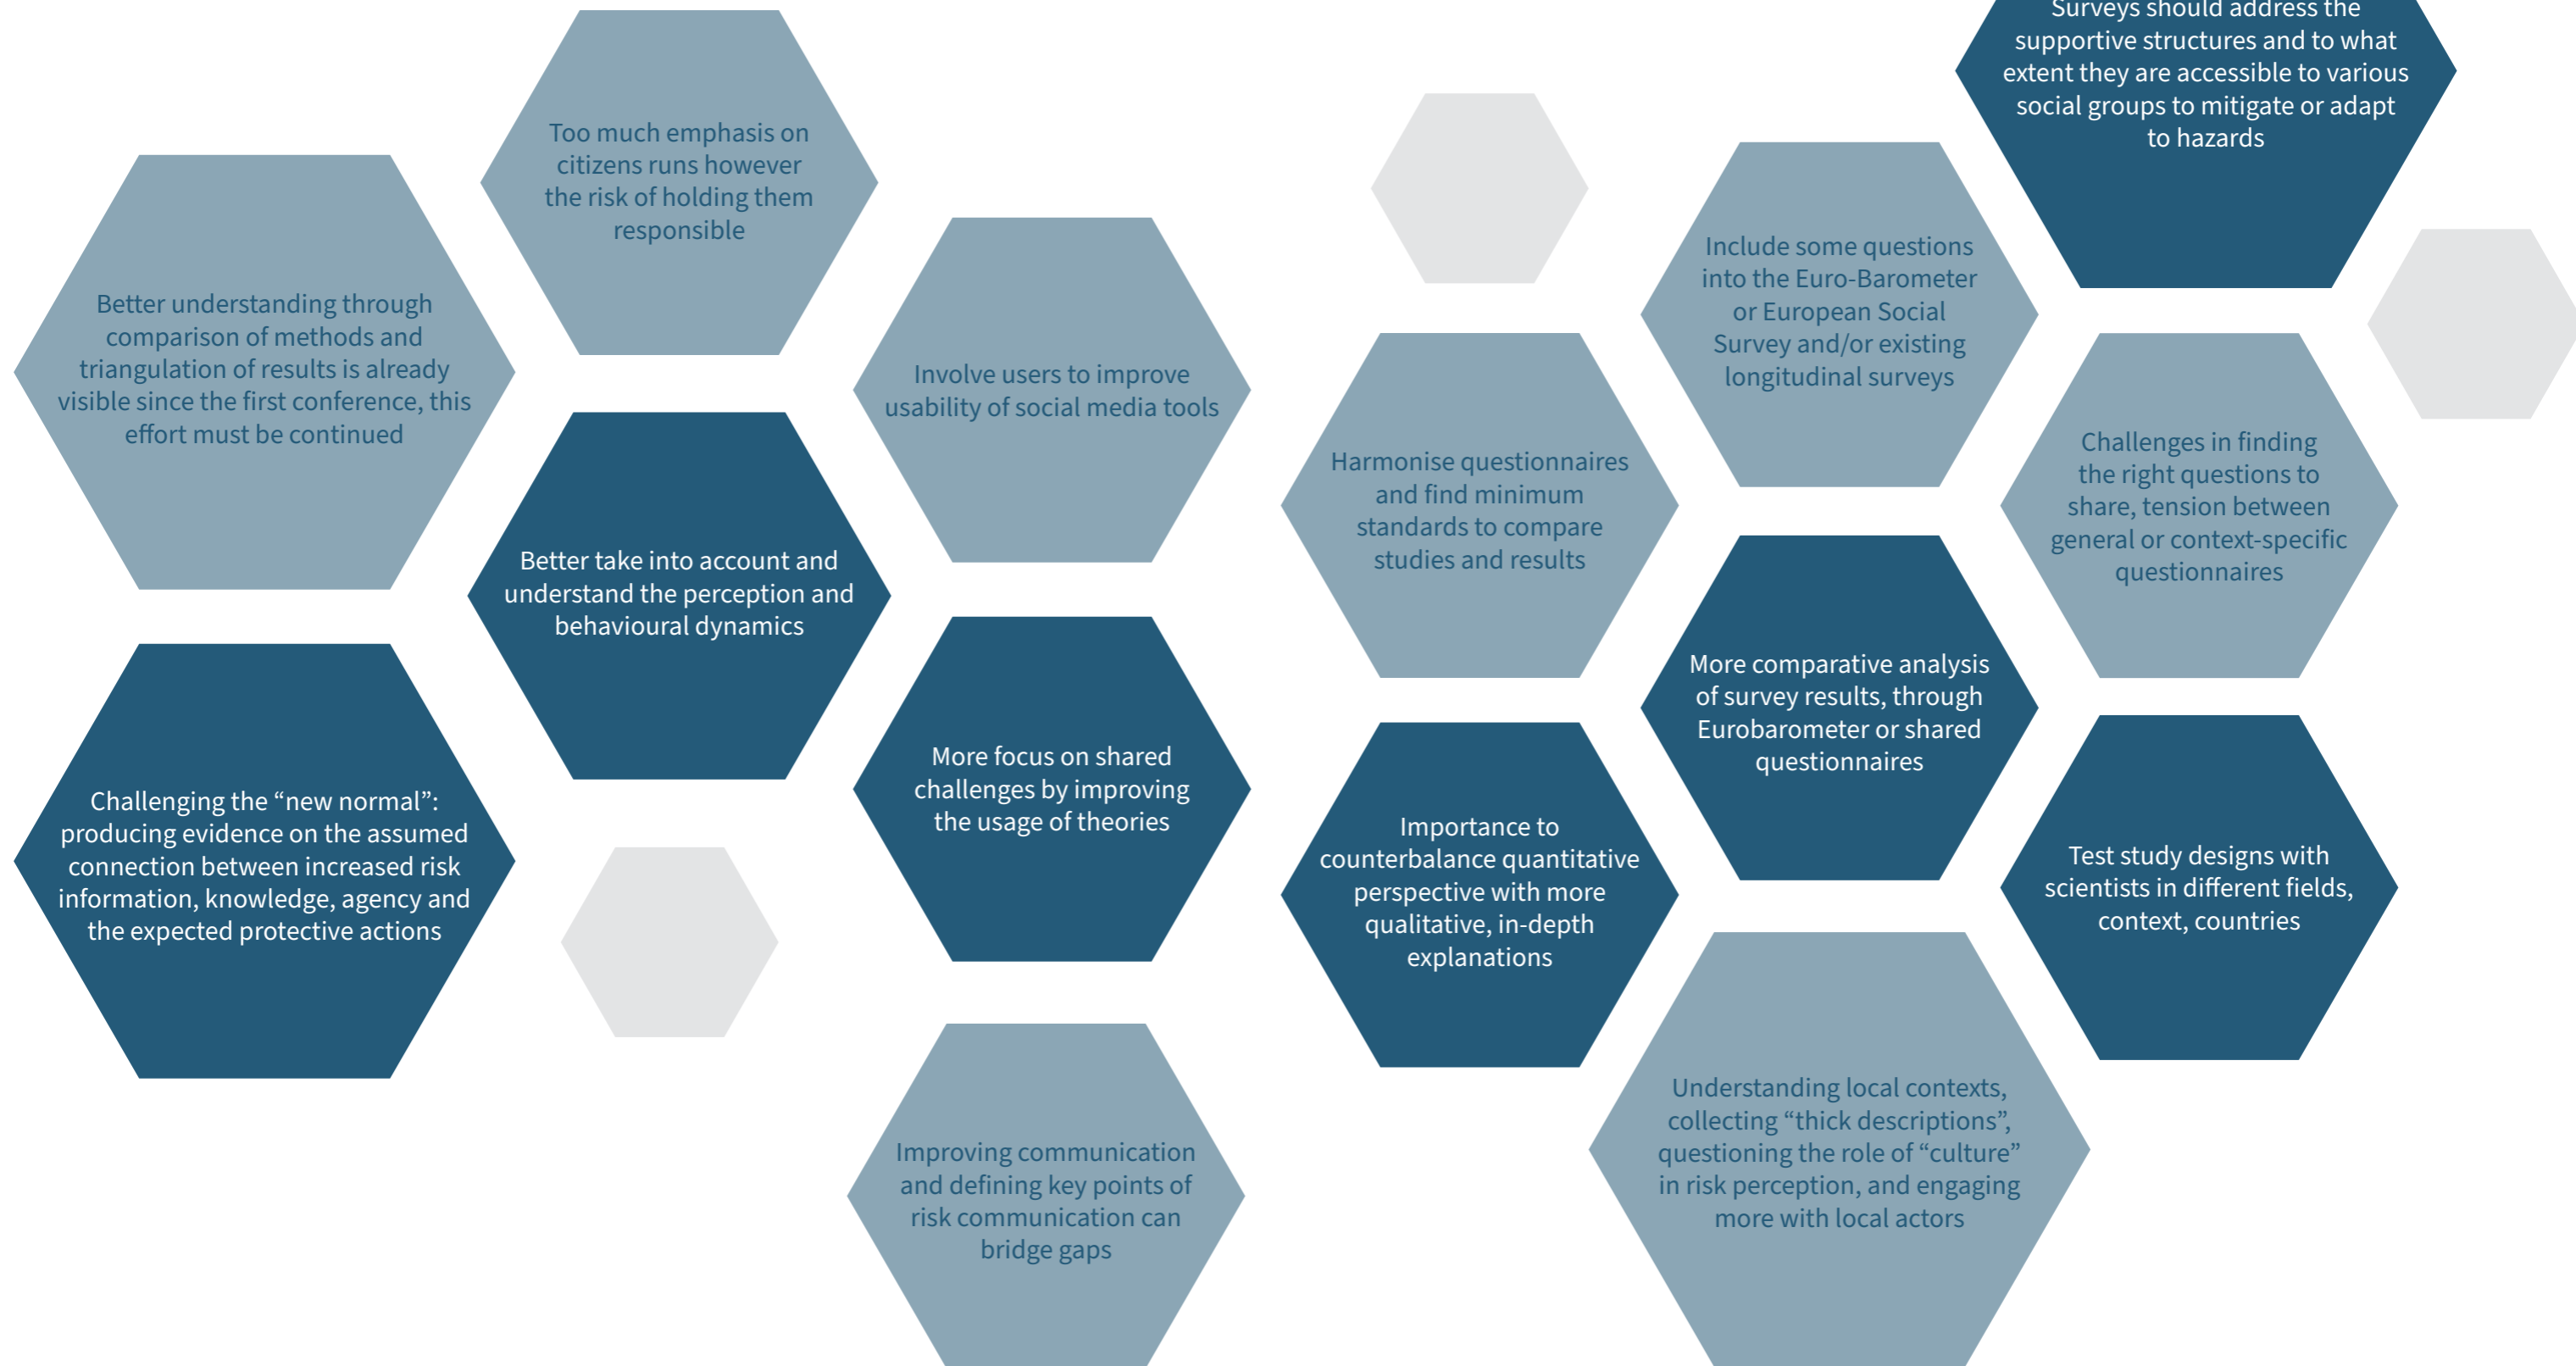 Too much emphasis on
citizens runs however
the risk of holding them
responsible
Better understanding through
comparison of methods and
triangulation of results is already
visible since the first conference, this
effort must be continued
Involve users to improve
usability of social media tools
Better take into account and
understand the perception and
behavioural dynamics
More focus on shared
challenges by improving
the usage of theories
Challenging the “new normal”:
producing evidence on the assumed
connection between increased risk
information, knowledge, agency and
the expected protective actions
Improving communication
and defining key points of
risk communication can
bridge gaps
Surveys should address the
supportive structures and to what
extent they are accessible to various
social groups to mitigate or adapt
to hazards
Include some questions
into the Euro-Barometer
or European Social
Survey and/or existing
longitudinal surveys
Harmonise questionnaires
and find minimum
standards to compare
studies and results
Challenges in finding
the right questions to
share, tension between
general or context-specific
questionnaires
More comparative analysis
of survey results, through
Eurobarometer or shared
questionnaires
Importance to
counterbalance quantitative
perspective with more
qualitative, in-depth
explanations
Test study designs with
scientists in different fields,
context, countries
Understanding local contexts,
collecting “thick descriptions”,
questioning the role of “culture”
in risk perception, and engaging
more with local actors